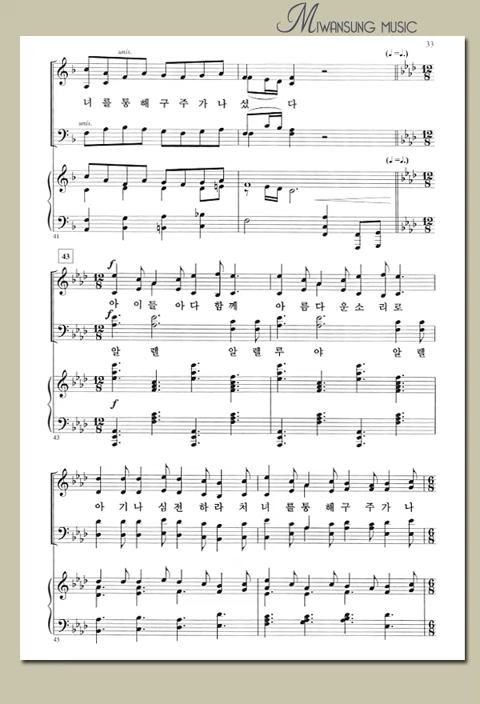 MIWANSUNG MUSIC
33
unis.
(♩=♩.)
너 를 통 해 구 주 가 나 셨 다
unis.
(♩=♩.)
41
43
f
아 이 들 아 다 함 께 아 름 다 운 소 리 로
f
알 렐 알 렐 루 야 알 렐
f
43
아 기 나 심 전 하 라 처 녀 를 통 해 구 주 가 나
45